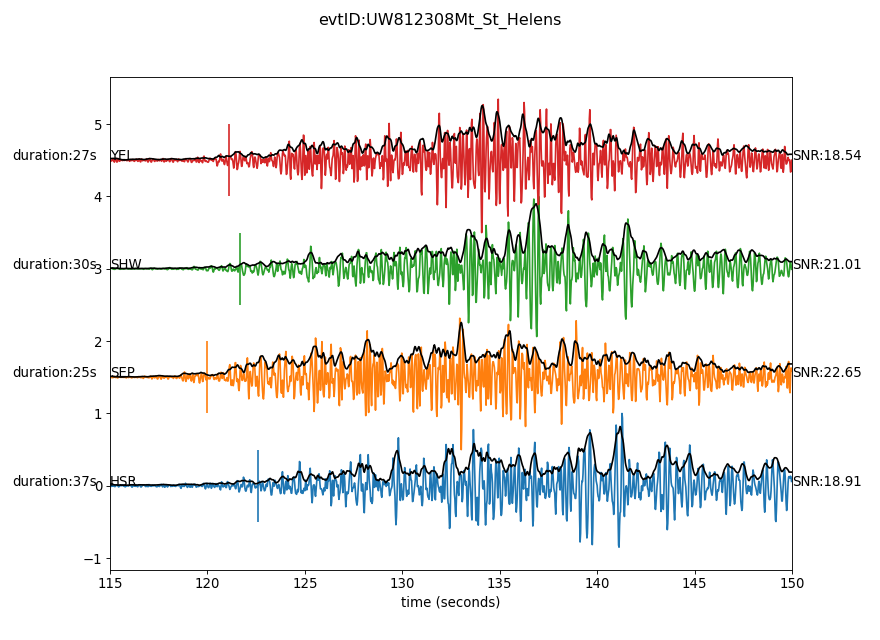 evtID:UW812308Mt_St_Helens
5
duration:27s YEL SNR:18.54
4
duration:30s 3 SHW SNR:21.01
2
duration:25s SEP SNR:22.65
1
duration:37s 0 HSR SNR:18.91
−1
115 120 125 130 135 140 145 150
time (seconds)